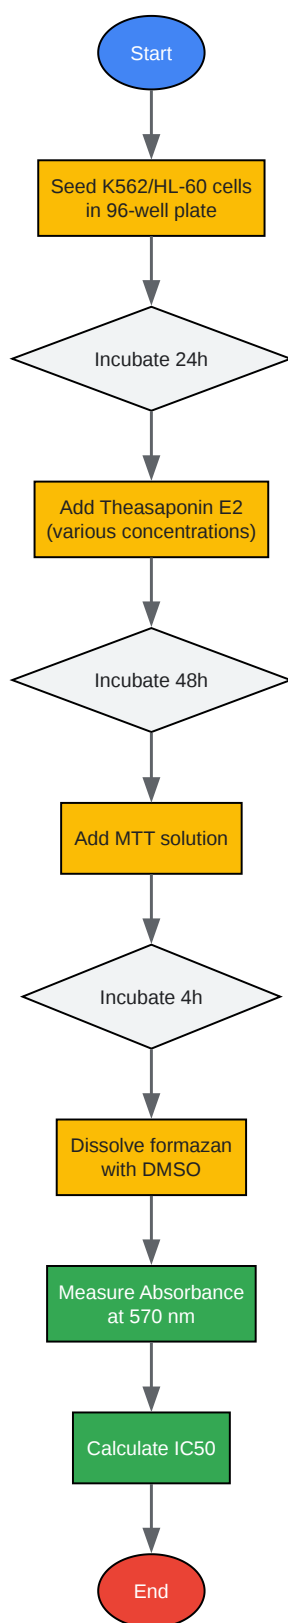 Start
Seed K562/HL-60 cells
in 96-well plate
Incubate 24h
Add Theasaponin E2
(various concentrations)
Incubate 48h
Add MTT solution
Incubate 4h
Dissolve formazan
with DMSO
Measure Absorbance
at 570 nm
Calculate IC50
End